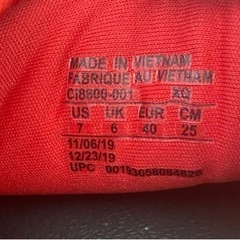 MADE IN VIETNAM
FABRIQUE AU VIETNAM
CI8800-001 XC
US UK EUR CM
7 6 40 25
11/06/19
12/23/19
UPC